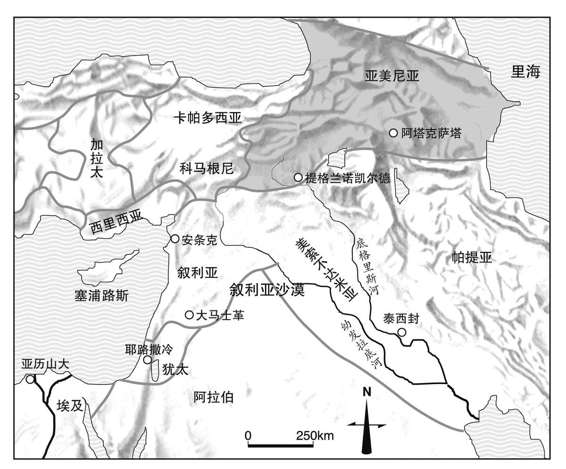 里海
亚美尼亚
卡帕多西亚
阿塔克萨塔
加拉太
科马根尼
提格兰诺凯尔德
西里西亚
安条克
美索不达米亚
底格里斯河
帕提亚
叙利亚
叙利亚沙漠
塞浦路斯
大马士革
幼发拉底河
泰西封
耶路撒冷
亚历山大
犹太
埃及
阿拉伯
N
0 250km